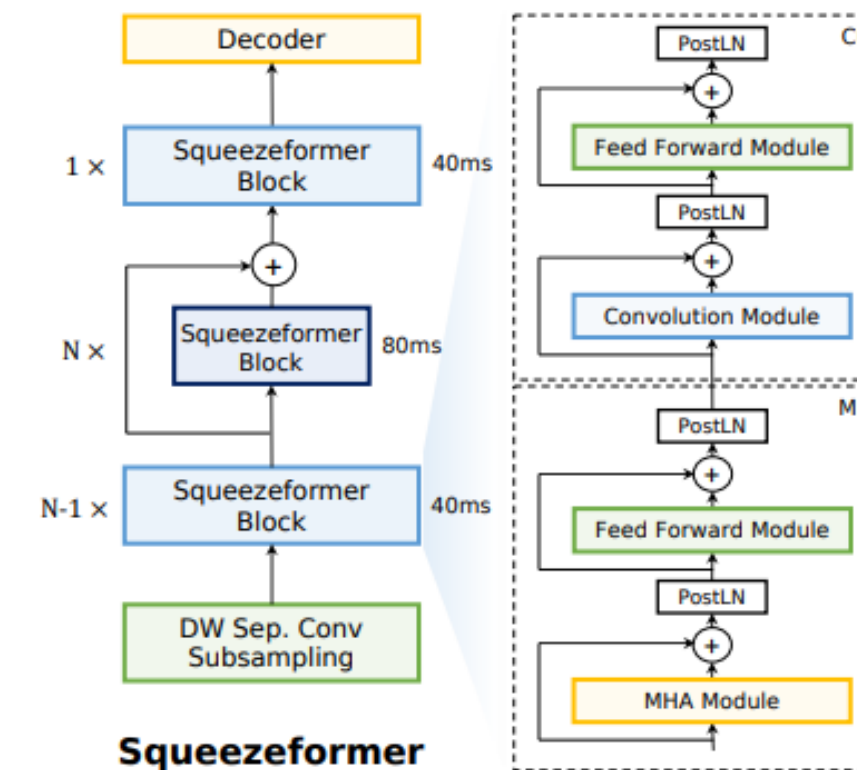 Decoder
Squeezeformer
Block
1 ×
40ms
+
Squeezeformer
Block
N ×
80ms
Squeezeformer
Block
N-1 ×
40ms
DW Sep. Conv
Subsampling
Squeezeformer
C
PostLN
+
Feed Forward Module
PostLN
+
Convolution Module
M
PostLN
+
Feed Forward Module
PostLN
+
MHA Module